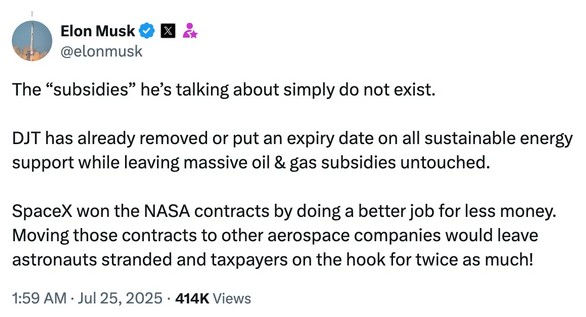 Elon Musk
@elonmusk
The “subsidies” he’s talking about simply do not exist.
DJT has already removed or put an expiry date on all sustainable energy
support while leaving massive oil & gas subsidies untouched.
SpaceX won the NASA contracts by doing a better job for less money.
Moving those contracts to other aerospace companies would leave
astronauts stranded and taxpayers on the hook for twice as much!
1:59 AM · Jul 25, 2025 · 414K Views